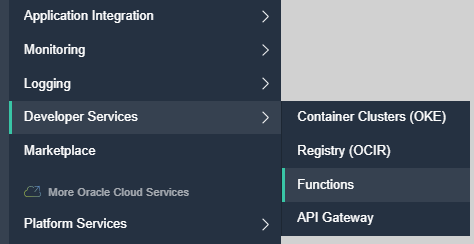 Application Integration
Monitoring
Logging
Developer Services
Marketplace
More Oracle Cloud Services
Platform Services
Container Clusters (OKE)
Registry (OCIR)
Functions
API Gateway